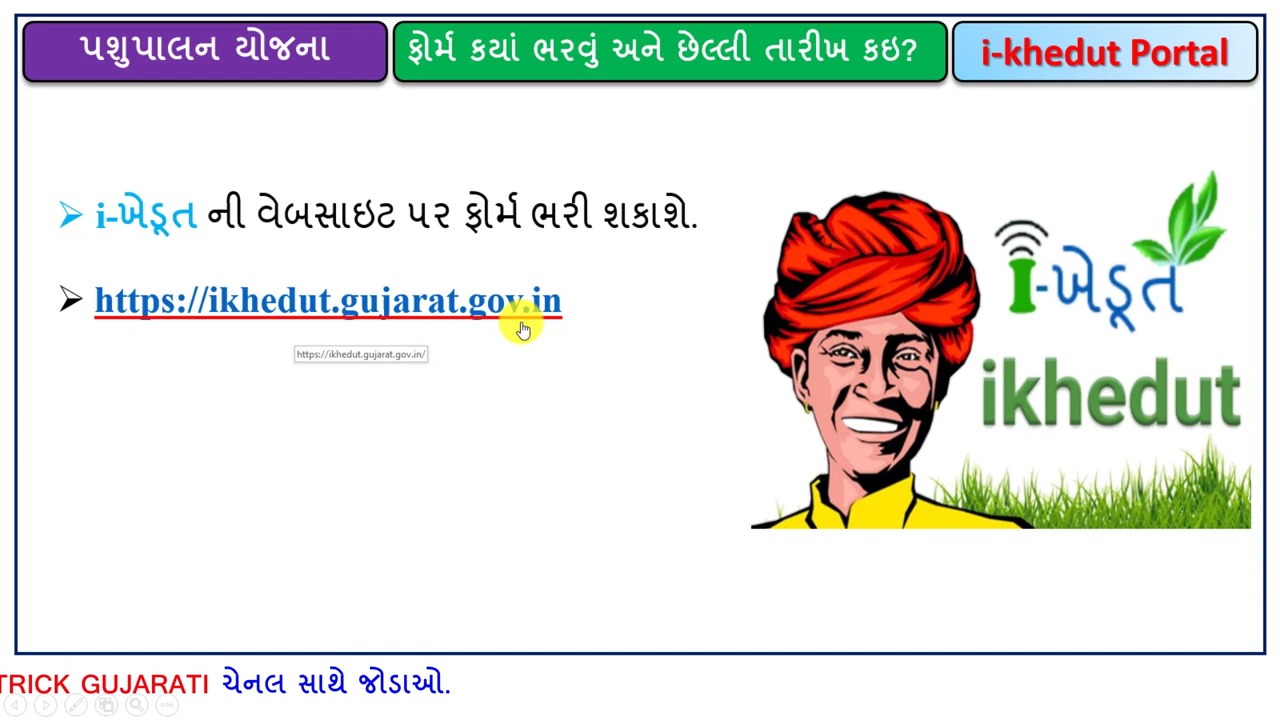 પશુપાલન યોજના
ફોર્મ કયાં ભરવું અને છેલ્લી તારીખ કઇ?
i-khedut Portal
i-ખેડૂત ની વેબસાઇટ પર ફોર્મ ભરી શકાશે.
https://ikhedut.gujarat.gov.in
https://ikhedut.gujarat.gov.in/
i-ખેડૂત
ikhedut
TRICK GUJARATI ચેનલ સાથે જોડાઓ.